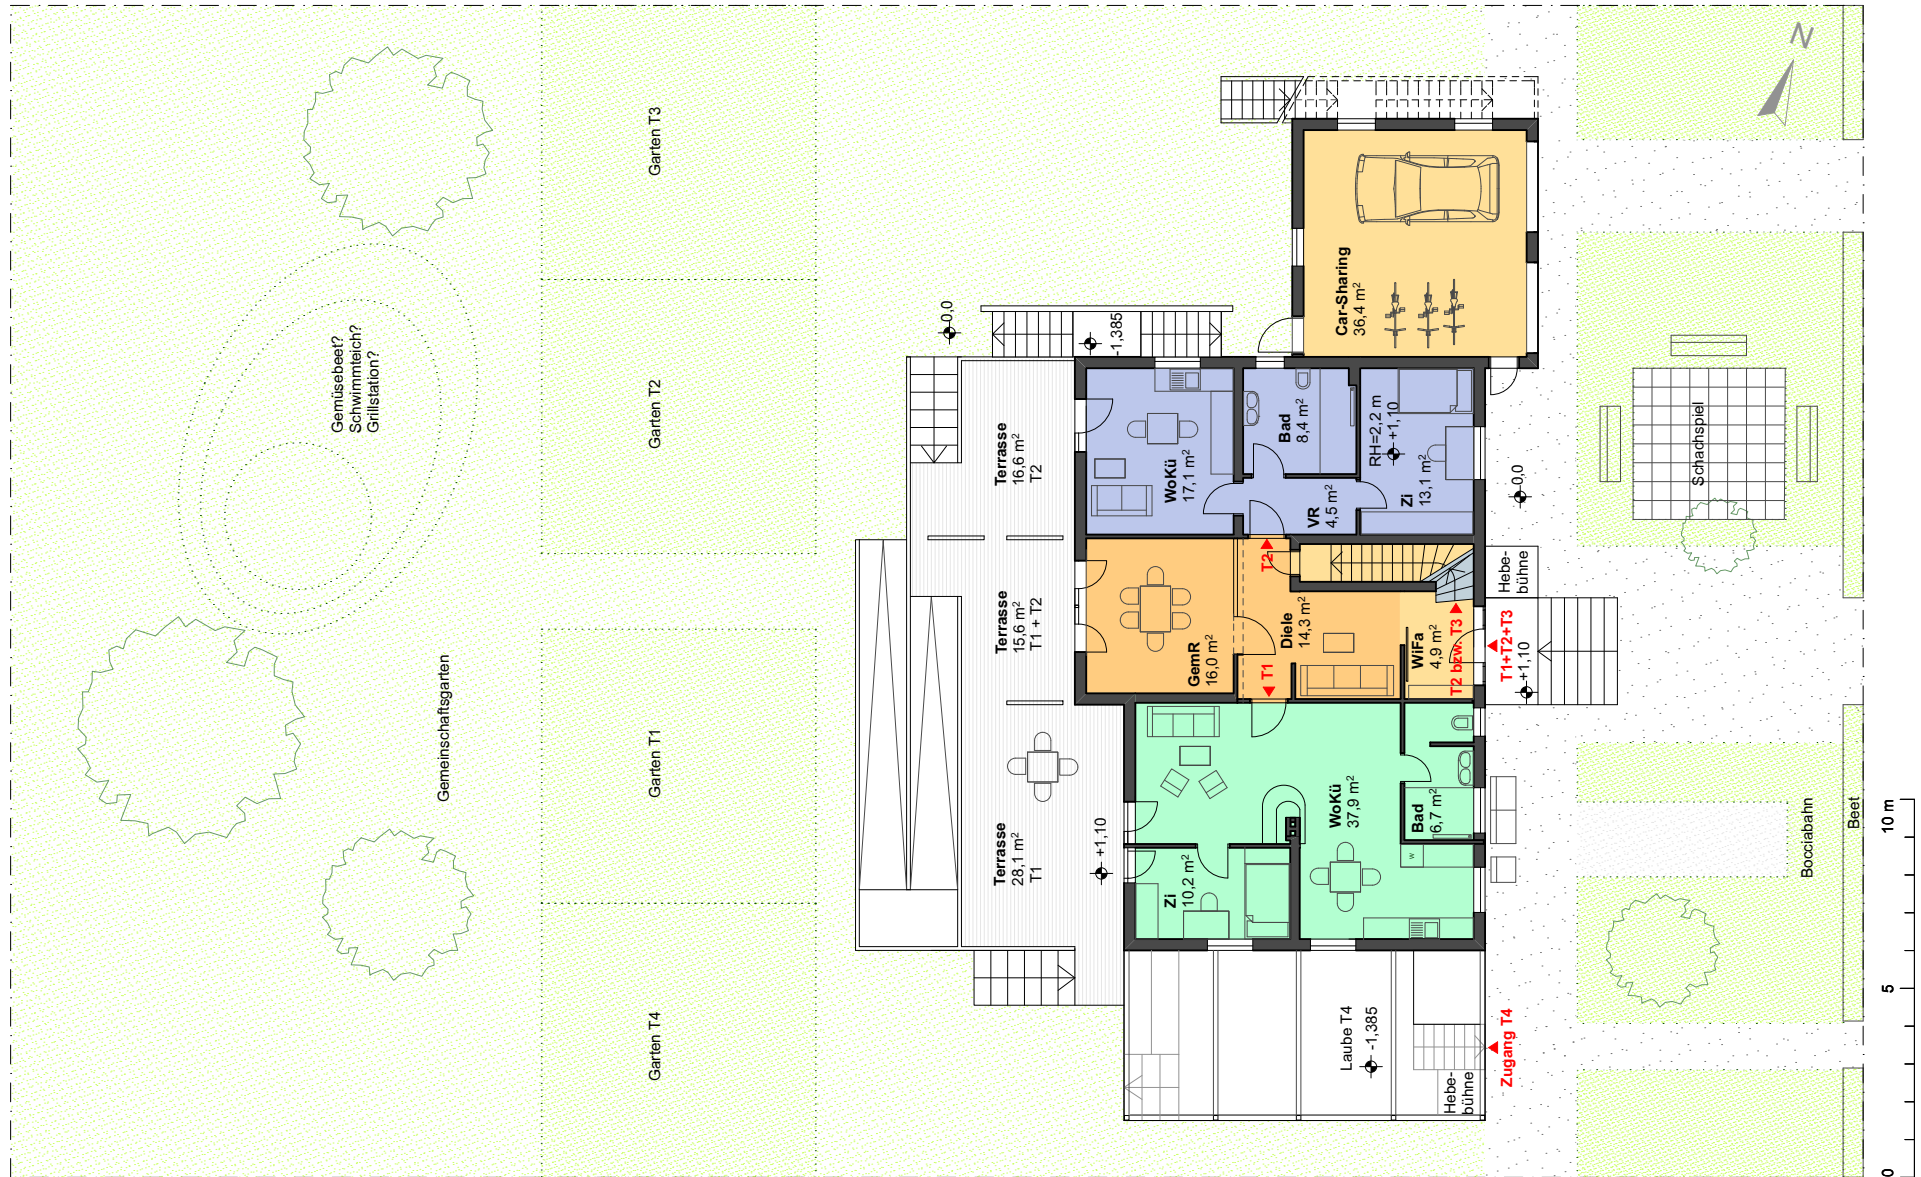 N
Garten T3
Garten T2
Garten T1
Garten T4
Gemüsebeet?
Schwimmteich?
Grillstation?
Gemeinschaftsgarten
0,0
-1,385
Car-Sharing
36,4 m²
Terrasse
16,6 m²
T2
WoKü
17,1 m²
Bad
8,4 m²
RH=2,2 m
+1,10
Zi
13,1 m²
VR
4,5 m²
0,0
Schachspiel
Terrasse
15,6 m²
T1 + T2
GemR
16,0 m²
T2
Diele
14,3 m²
T1
WiFa
4,9 m²
T2 bzw. T3
T1+T2+T3
+1,10
Hebe-
bühne
Terrasse
28,1 m²
T1
+1,10
Zi
10,2 m²
WoKü
37,9 m²
Bad
6,7 m²
W
Laube T4
-1,385
Hebe-
bühne
Zugang T4
Bocciabahn
Beet
10 m
5
0